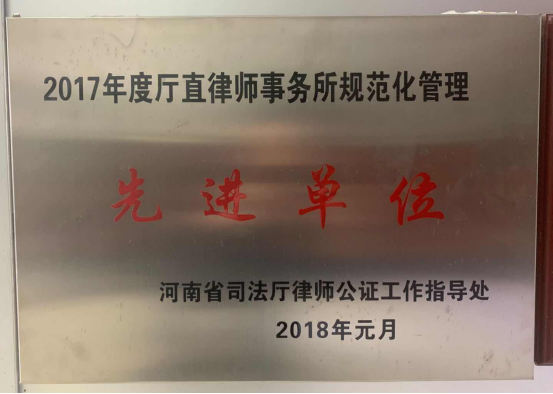 2017年度厅直律师事务所规范化管理
先进单位
河南省司法厅律师公证工作指导处
2018年元月